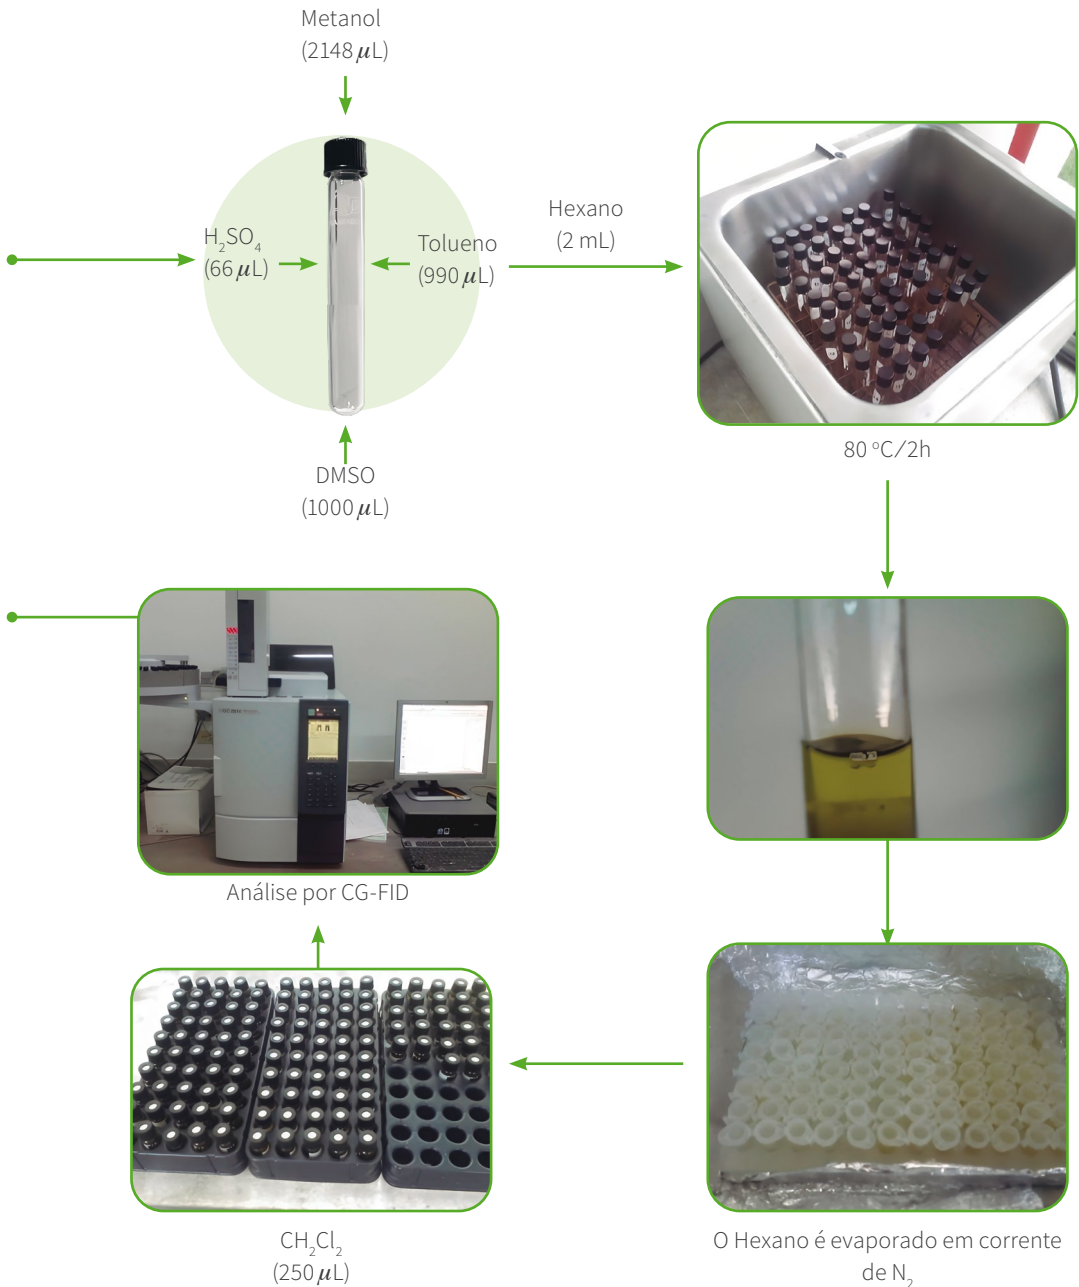 Metanol
(2148 μL)
H₂SO₄
(66 μL)
Tolueno
(990 μL)
Hexano
(2 mL)
DMSO
(1000 μL)
80 °C/2h
Análise por CG-FID
CH₂Cl₂
(250 μL)
O Hexano é evaporado em corrente
de N₂